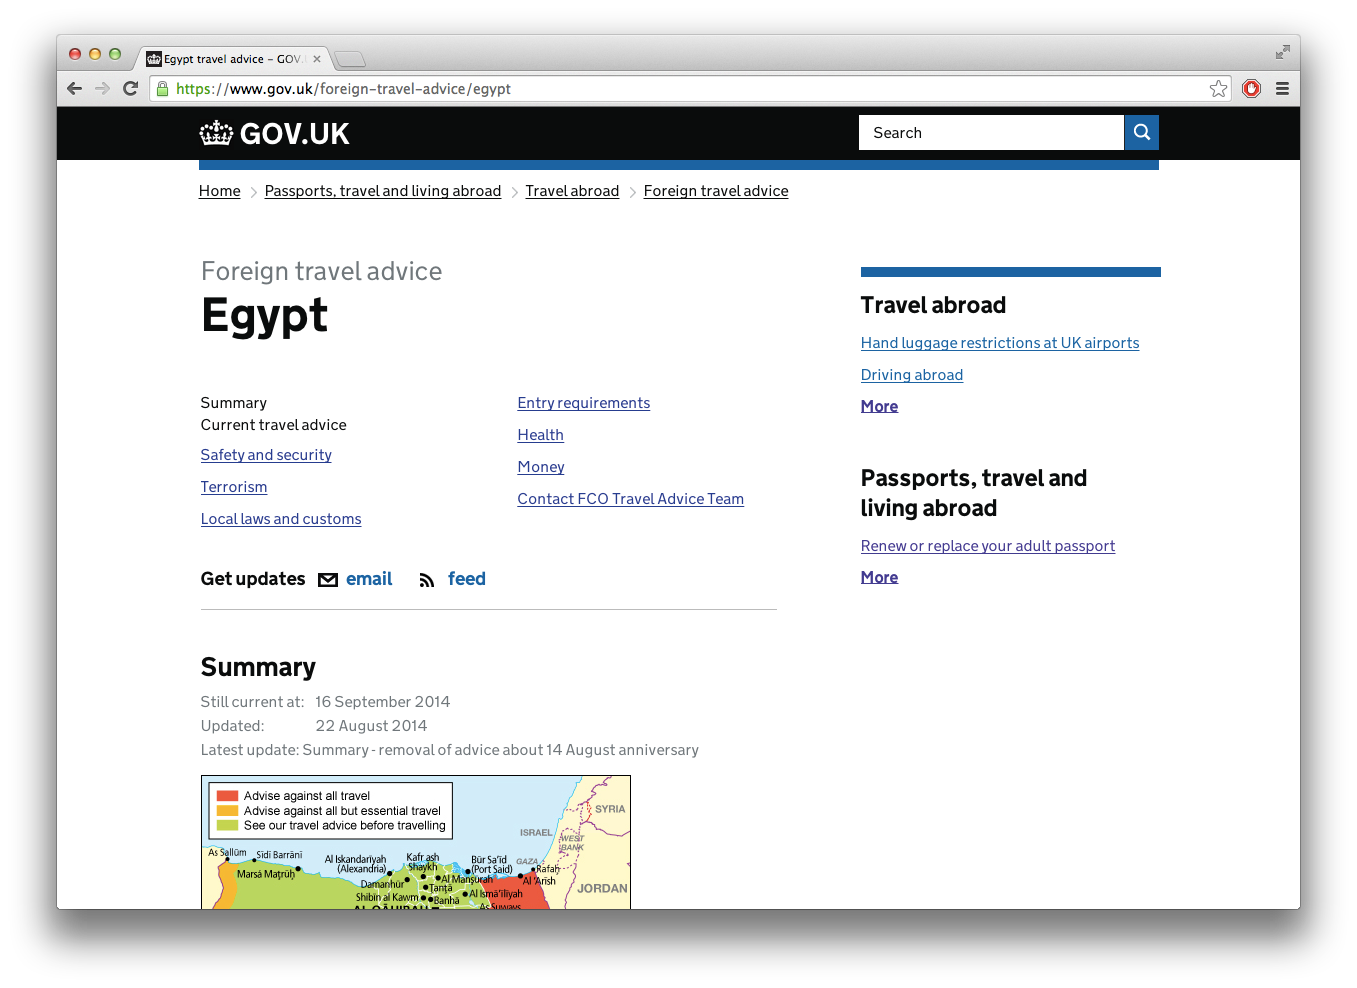 Egypt travel advice – GOV.
https://www.gov.uk/foreign-travel-advice/egypt
GOV.UK
Search
Home
Passports, travel and living abroad
Travel abroad
Foreign travel advice
Foreign travel advice
Egypt
Summary
Current travel advice
Safety and security
Terrorism
Local laws and customs
Entry requirements
Health
Money
Contact FCO Travel Advice Team
Get updates email feed
Travel abroad
Hand luggage restrictions at UK airports
Driving abroad
More
Passports, travel and
living abroad
Renew or replace your adult passport
More
Summary
Still current at: 16 September 2014
Updated: 22 August 2014
Latest update: Summary - removal of advice about 14 August anniversary
Advise against all travel
Advise against all but essential travel
See our travel advice before travelling
SYRIA
ISRAEL
WEST
BANK
GAZA
JORDAN
As Sallūm
Sīdi Barrāni
Marsá Maṭrūḥ
Al Iskandarīyah
(Alexandria)
Kafr ash
Shaykh
Būr Sa'īd
(Port Said)
Rafaḥ
Al 'Arīsh
Damanhūr
Al Manṣūrah
Ṭanṭā
Al Ismā'īlīyah
Shibīn al Kawm
Banhā
AL QĀHIRAH
As Suways